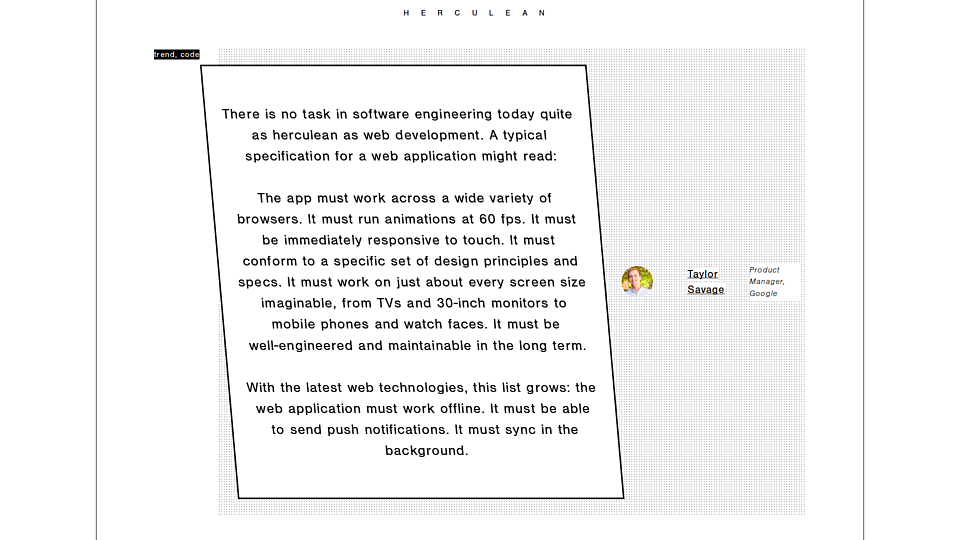 HERCULEAN
trend, code
There is no task in software engineering today quite
as herculean as web development. A typical
specification for a web application might read:
The app must work across a wide variety of
browsers. It must run animations at 60 fps. It must
be immediately responsive to touch. It must
conform to a specific set of design principles and
specs. It must work on just about every screen size
imaginable, from TVs and 30-inch monitors to
mobile phones and watch faces. It must be
well-engineered and maintainable in the long term.
With the latest web technologies, this list grows: the
web application must work offline. It must be able
to send push notifications. It must sync in the
background.
Taylor
Savage
Product
Manager,
Google